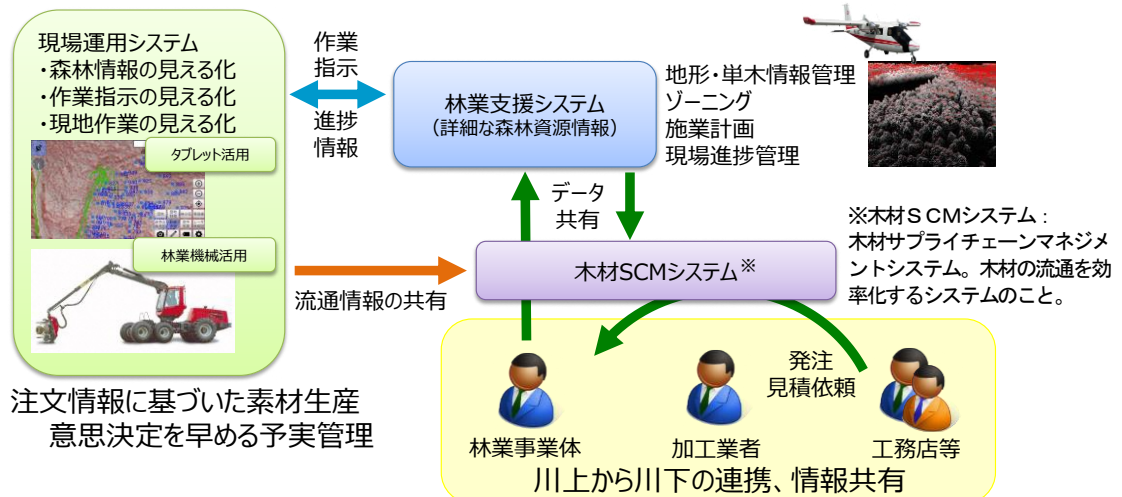 現場運用システム
・森林情報の見える化
・作業指示の見える化
・現地作業の見える化
タブレット活用
林業機械活用
注文情報に基づいた素材生産
意思決定を早める予実管理
作業
指示
進捗
情報
林業支援システム
（詳細な森林資源情報）
地形・単木情報管理
ゾーニング
施業計画
現場進捗管理
データ
共有
流通情報の共有
木材SCMシステム※
※木材ＳＣＭシステム：
木材サプライチェーンマネジメ
ントシステム。木材の流通を効
率化するシステムのこと。
発注
見積依頼
林業事業体
加工業者
工務店等
川上から川下の連携、情報共有